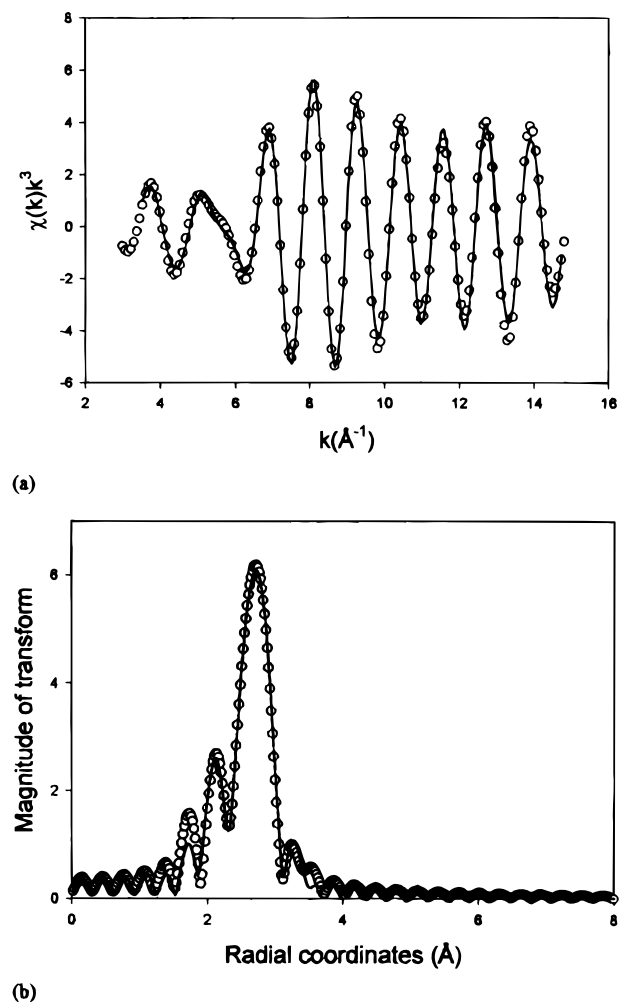 6
4
2
0
-2
-4
-6
2 4 6 8 10 12 14 16
χ(k)k³
k(Å⁻¹)
(a)
6
4
2
0
0 2 4 6 8
Magnitude of transform
Radial coordinates (Å)
(b)